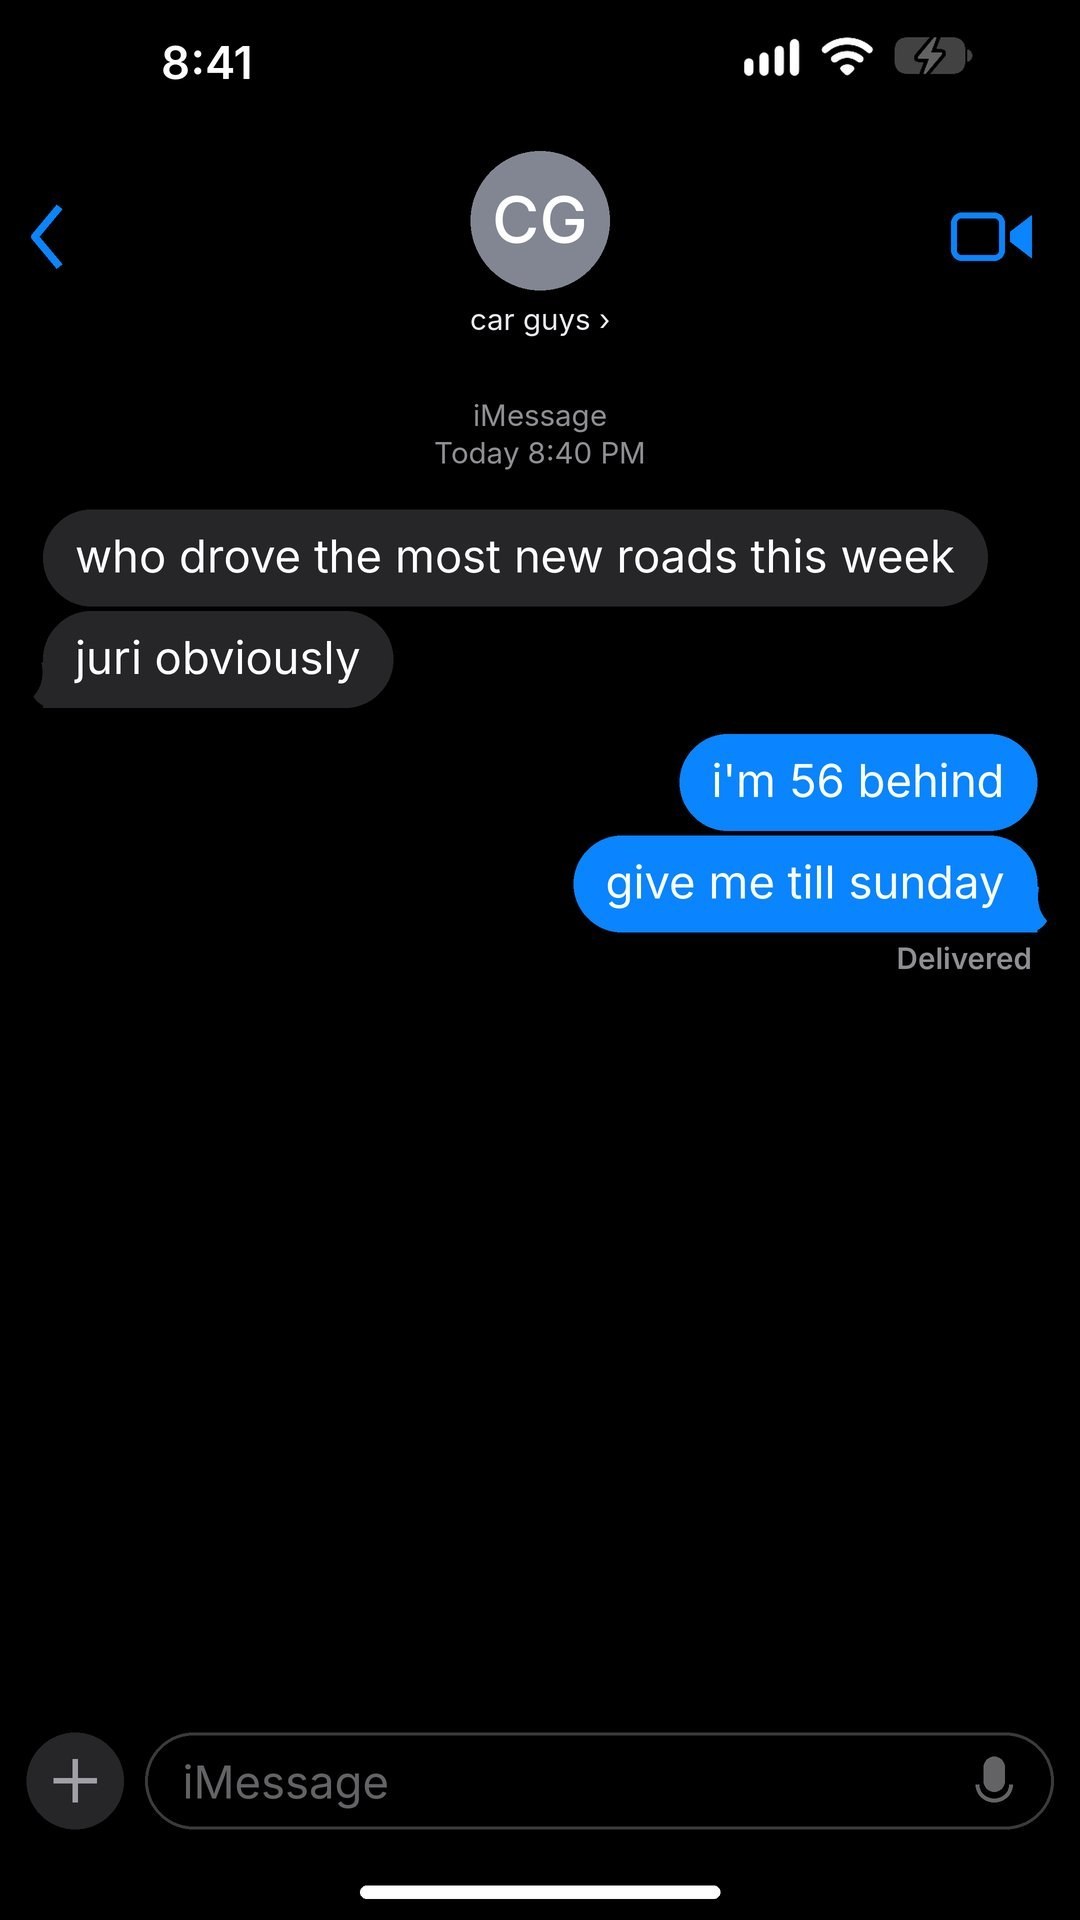 8:41
CG
car guys ›
iMessage
Today 8:40 PM
who drove the most new roads this week
juri obviously
i'm 56 behind
give me till sunday
Delivered
iMessage